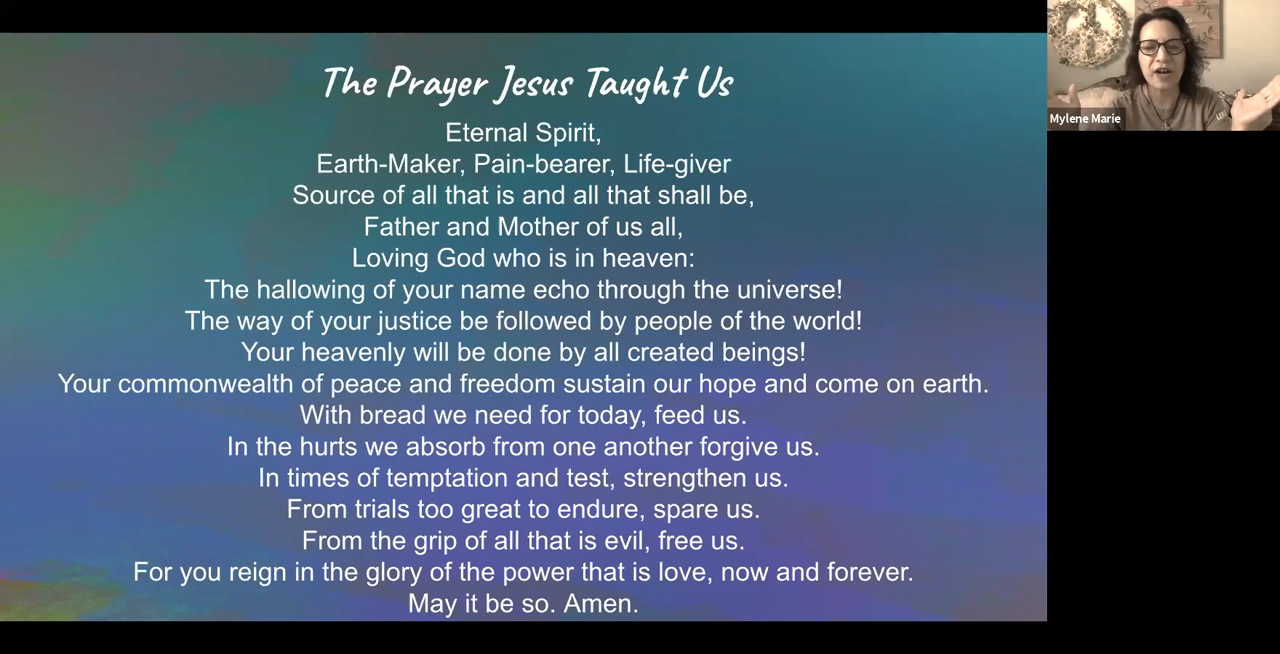 The Prayer Jesus Taught Us
Eternal Spirit,
Earth-Maker, Pain-bearer, Life-giver
Source of all that is and all that shall be,
Father and Mother of us all,
Loving God who is in heaven:
The hallowing of your name echo through the universe!
The way of your justice be followed by people of the world!
Your heavenly will be done by all created beings!
Your commonwealth of peace and freedom sustain our hope and come on earth.
With bread we need for today, feed us.
In the hurts we absorb from one another forgive us.
In times of temptation and test, strengthen us.
From trials too great to endure, spare us.
From the grip of all that is evil, free us.
For you reign in the glory of the power that is love, now and forever.
May it be so. Amen.
Mylene Marie